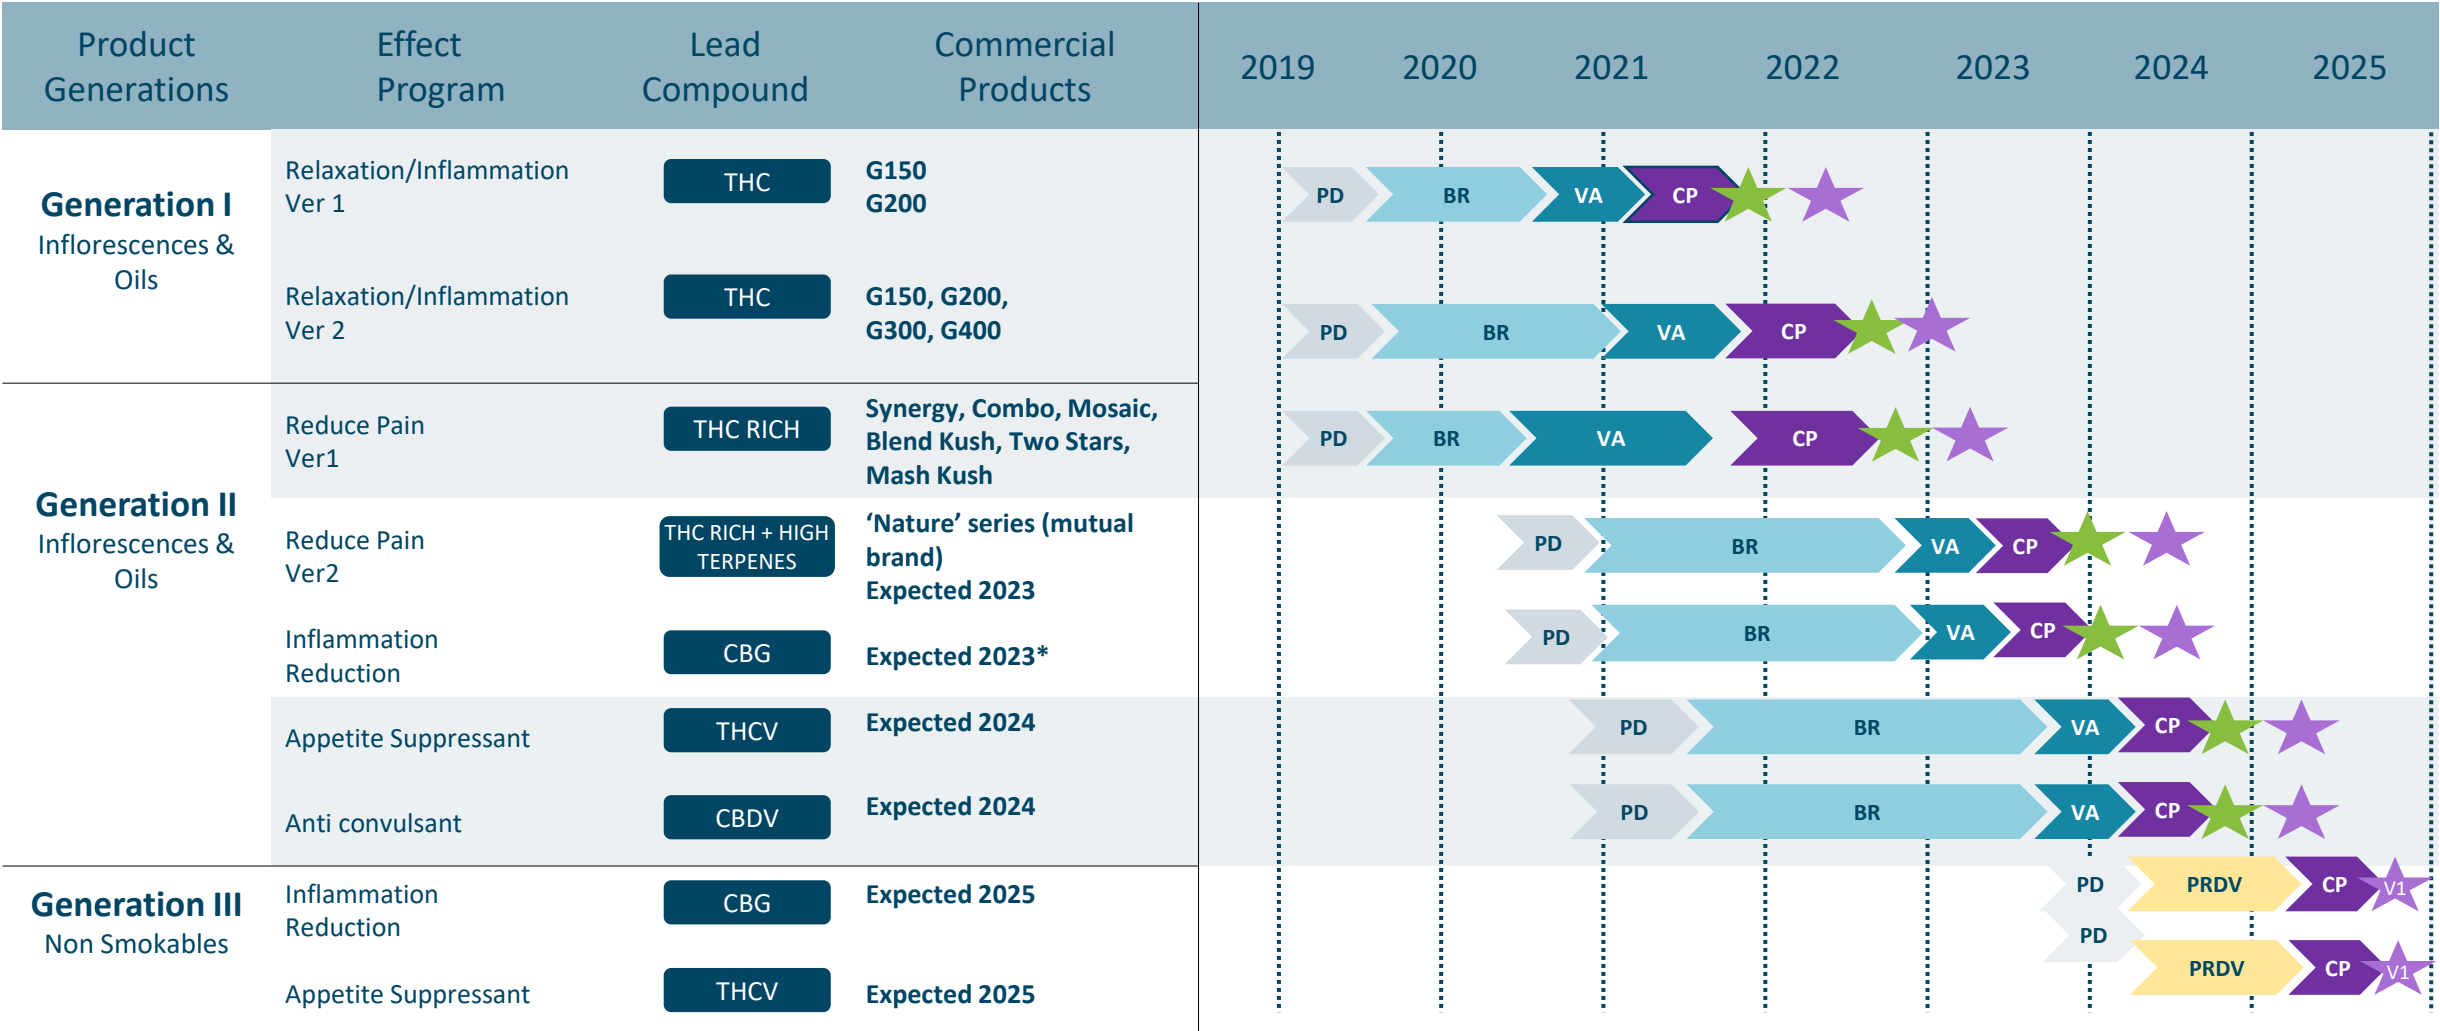 Product
Generations
Effect
Program
Lead
Compound
Commercial
Products
2019
2020
2021
2022
2023
2024
2025
Generation I
Inflorescences &
Oils
Relaxation/Inflammation
Ver 1
THC
G150
G200
PD
BR
VA
CP
Relaxation/Inflammation
Ver 2
THC
G150, G200,
G300, G400
PD
BR
VA
CP
Generation II
Inflorescences &
Oils
Reduce Pain
Ver1
THC RICH
Synergy, Combo, Mosaic,
Blend Kush, Two Stars,
Mash Kush
PD
BR
VA
CP
Reduce Pain
Ver2
THC RICH + HIGH
TERPENES
‘Nature’ series (mutual
brand)
Expected 2023
PD
BR
VA
CP
Inflammation
Reduction
CBG
Expected 2023*
PD
BR
VA
CP
Appetite Suppressant
THCV
Expected 2024
PD
BR
VA
CP
Anti convulsant
CBDV
Expected 2024
PD
BR
VA
CP
Generation III
Non Smokables
Inflammation
Reduction
CBG
Expected 2025
PD
PRDV
CP
V1
Appetite Suppressant
THCV
Expected 2025
PD
PRDV
CP
V1